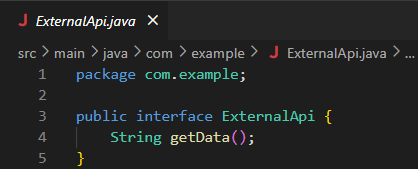 J ExternalApi.java ×
src > main > java > com > example > J ExternalApi.java > ...
1 package com.example;
2
3 public interface ExternalApi {
4 String getData();
5 }